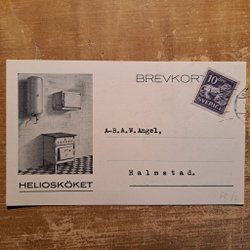 BREVKORT
10
SVERIGE
A-B.A.W.Angel,
Halmstad.
HELIOSKÖKET